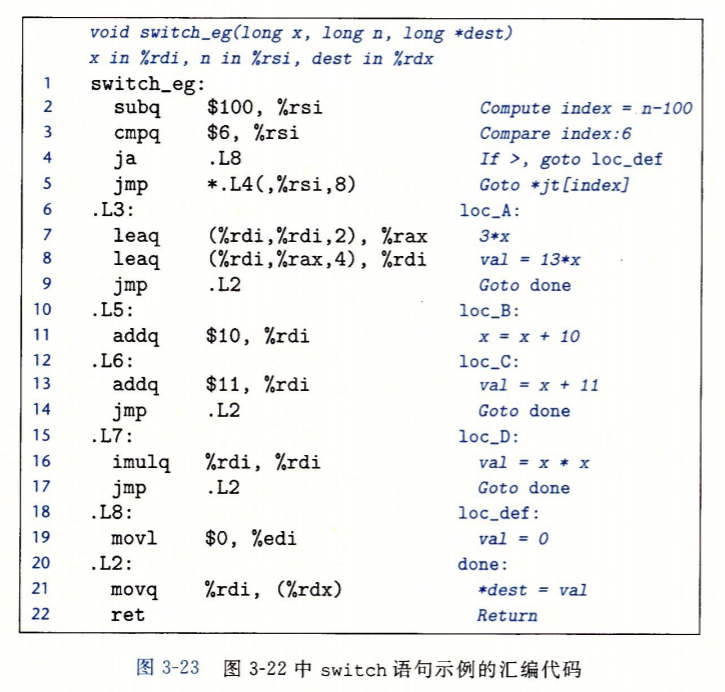 void switch_eg(long x, long n, long *dest)
x in %rdi, n in %rsi, dest in %rdx
1 switch_eg:
2 subq $100, %rsi Compute index = n-100
3 cmpq $6, %rsi Compare index:6
4 ja .L8 If >, goto loc_def
5 jmp *.L4(,%rsi,8) Goto *jt[index]
6 .L3: loc_A:
7 leaq (%rdi,%rdi,2), %rax 3*x
8 leaq (%rdi,%rax,4), %rdi val = 13*x
9 jmp .L2 Goto done
10 .L5: loc_B:
11 addq $10, %rdi x = x + 10
12 .L6: loc_C:
13 addq $11, %rdi val = x + 11
14 jmp .L2 Goto done
15 .L7: loc_D:
16 imulq %rdi, %rdi val = x * x
17 jmp .L2 Goto done
18 .L8: loc_def:
19 movl $0, %edi val = 0
20 .L2: done:
21 movq %rdi, (%rdx) *dest = val
22 ret Return
图 3-23 图 3-22 中 switch 语句示例的汇编代码